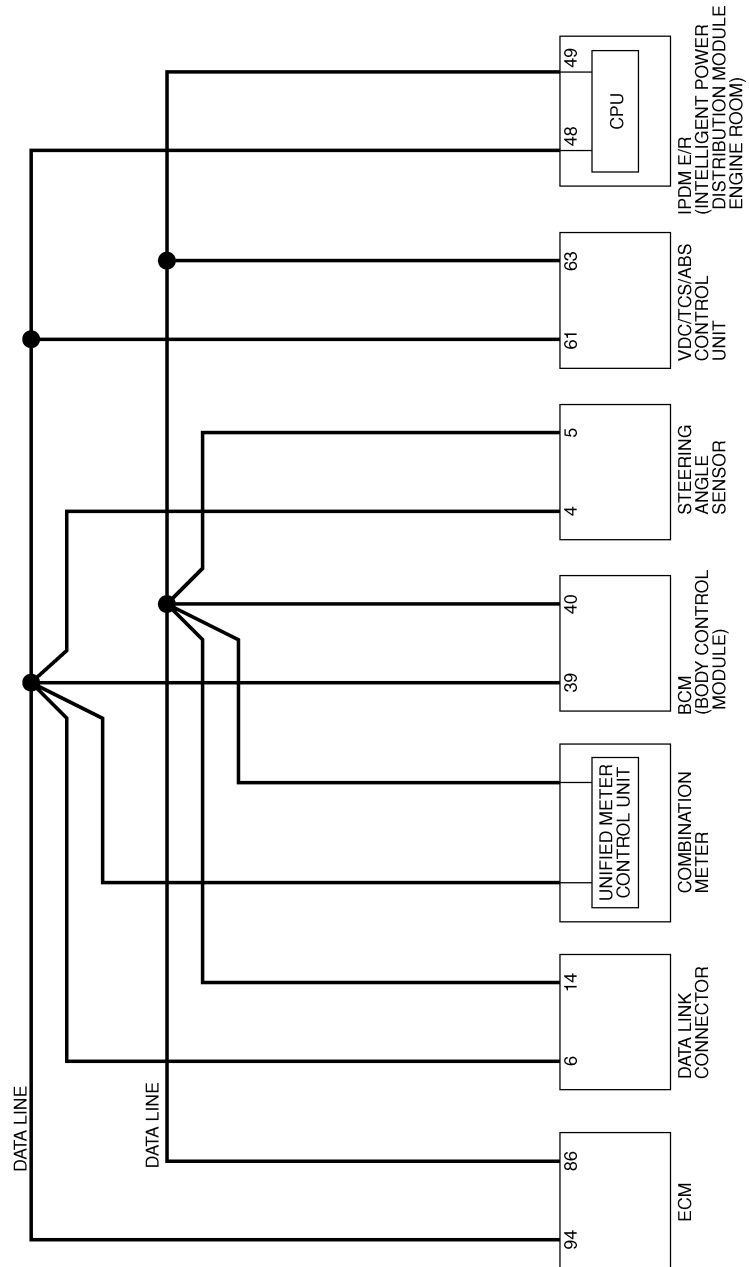 DATA LINE
DATA LINE
94
86
ECM
6
14
DATA LINK
CONNECTOR
UNIFIED METER
CONTROL UNIT
COMBINATION
METER
39
40
BCM
(BODY CONTROL
MODULE)
4
5
STEERING
ANGLE
SENSOR
61
63
VDC/TCS/ABS
CONTROL
UNIT
48
49
CPU
IPDM E/R
(INTELLIGENT POWER
DISTRIBUTION MODULE
ENGINE ROOM)